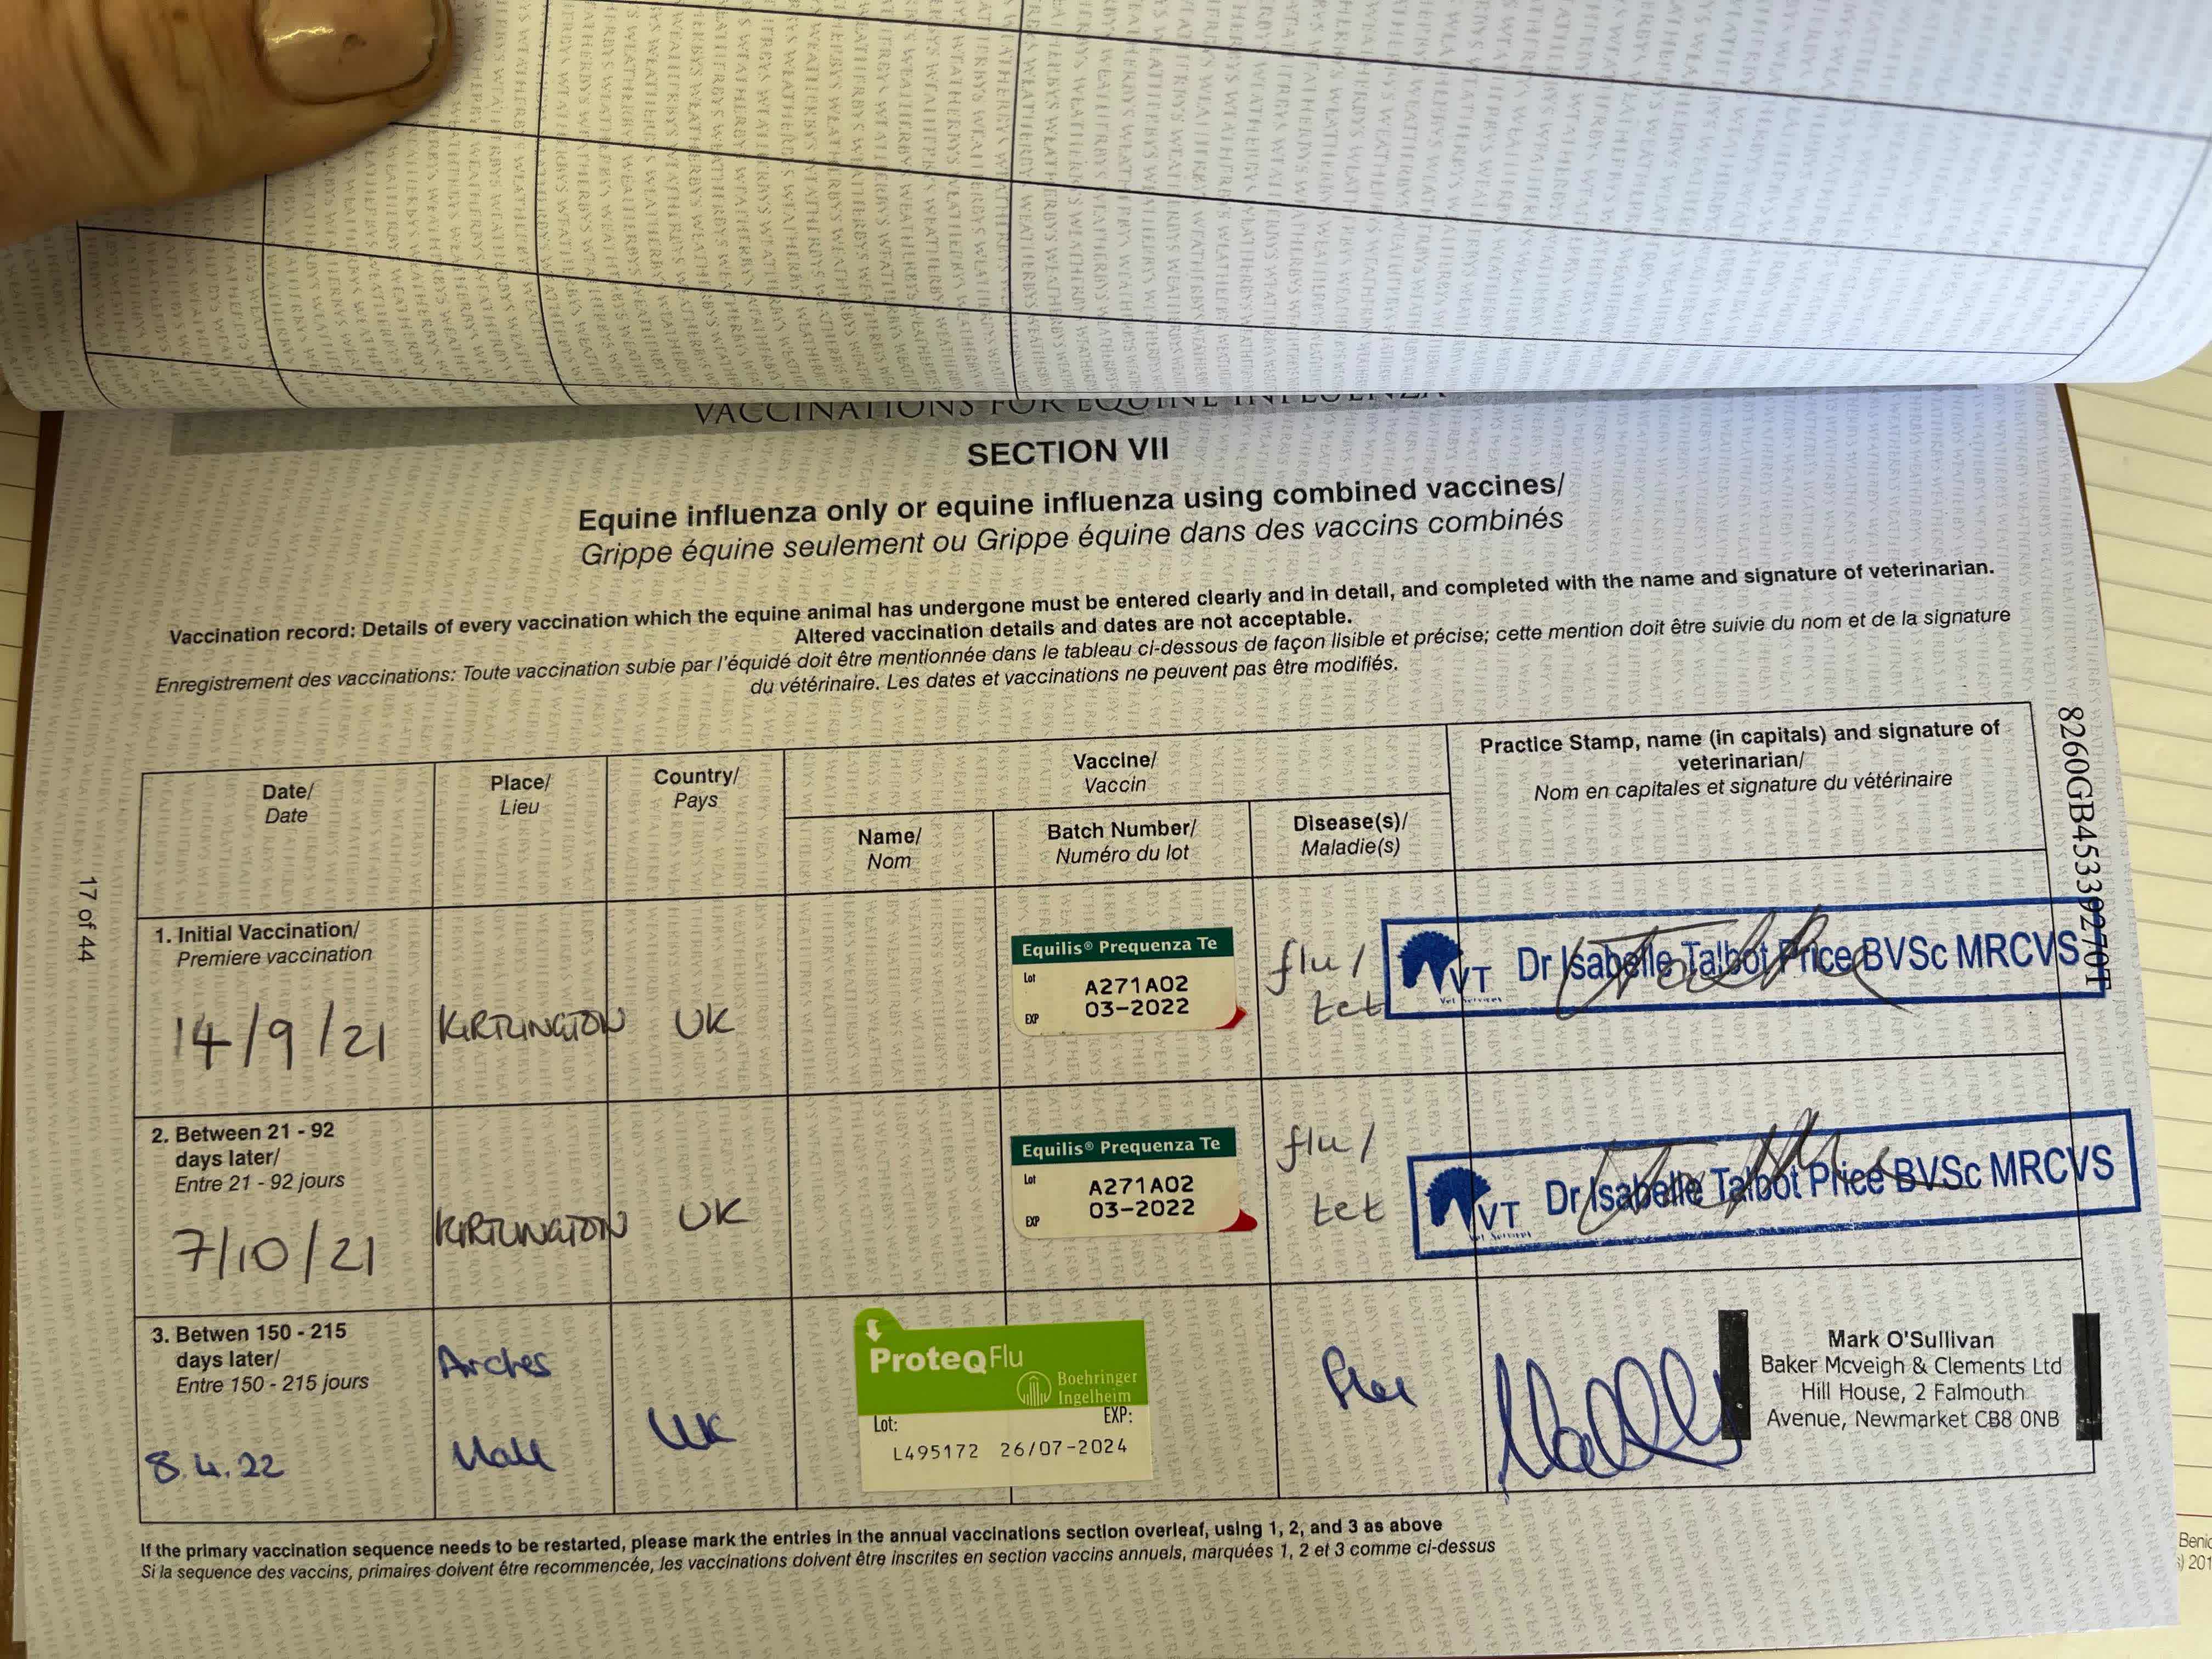 VACCINATIONS FOR EQUINE INFLUENZA
SECTION VII
Equine influenza only or equine influenza using combined vaccines/
Grippe équine seulement ou Grippe équine dans des vaccins combinés
Vaccination record: Details of every vaccination which the equine animal has undergone must be entered clearly and in detail, and completed with the name and signature of veterinarian.
Altered vaccination details and dates are not acceptable.
Enregistrement des vaccinations: Toute vaccination subie par l'équidé doit être mentionnée dans le tableau ci-dessous de façon lisible et précise; cette mention doit être suivie du nom et de la signature
du vétérinaire. Les dates et vaccinations ne peuvent pas être modifiés.
Date/
Date
Place/
Lieu
Country/
Pays
Vaccine/
Vaccin
Name/
Nom
Batch Number/
Numéro du lot
Disease(s)/
Maladie(s)
Practice Stamp, name (in capitals) and signature of
veterinarian/
Nom en capitales et signature du vétérinaire
8260GB45339270T
17 of 44
1. Initial Vaccination/
Premiere vaccination
14/9/21
KIRTLINGTON
UK
Equilis® Prequenza Te
Lot
A271A02
EXP
03-2022
flu/
tet
VT
Vet Services
Dr Isabelle Talbot Price BVSc MRCVS
2. Between 21 - 92
days later/
Entre 21 - 92 jours
7/10/21
KIRTLINGTON
UK
Equilis® Prequenza Te
Lot
A271A02
EXP
03-2022
flu/
tet
VT
Vet Services
Dr Isabelle Talbot Price BVSc MRCVS
3. Betwen 150 - 215
days later/
Entre 150 - 215 jours
8.4.22
Arches
Hall
UK
ProteqFlu
Boehringer
Ingelheim
Lot:
EXP:
L495172 26/07-2024
Flu
Mark O'Sullivan
Baker Mcveigh & Clements Ltd
Hill House, 2 Falmouth
Avenue, Newmarket CB8 0NB
If the primary vaccination sequence needs to be restarted, please mark the entries in the annual vaccinations section overleaf, using 1, 2, and 3 as above
Si la sequence des vaccins, primaires doivent être recommencée, les vaccinations doivent être inscrites en section vaccins annuels, marquées 1, 2 et 3 comme ci-dessus